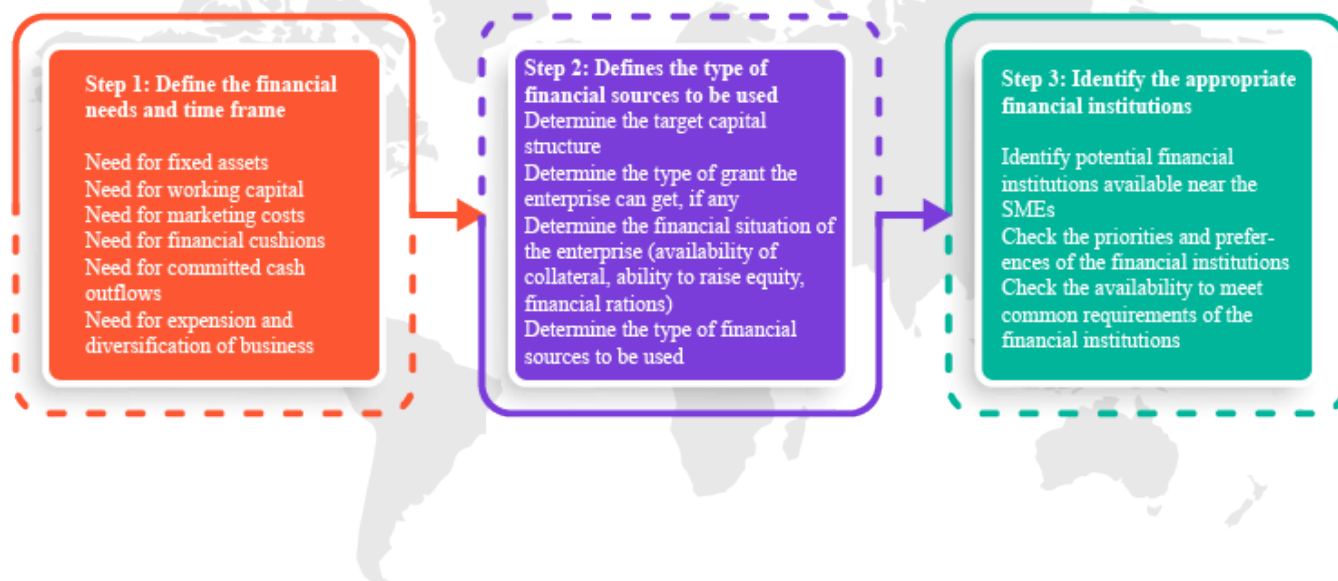 Step 1: Define the financial
needs and time frame
Need for fixed assets
Need for working capital
Need for marketing costs
Need for financial cushions
Need for committed cash
outflows
Need for expension and
diversification of business
Step 2: Defines the type of
financial sources to be used
Determine the target capital
structure
Determine the type of grant the
enterprise can get, if any
Determine the financial situation of
the enterprise (availability of
collateral, ability to raise equity,
financial rations)
Determine the type of financial
sources to be used
Step 3: Identify the appropriate
financial institutions
Identify potential financial
institutions available near the
SMEs
Check the priorities and prefer-
ences of the financial institutions
Check the availability to meet
common requirements of the
financial institutions